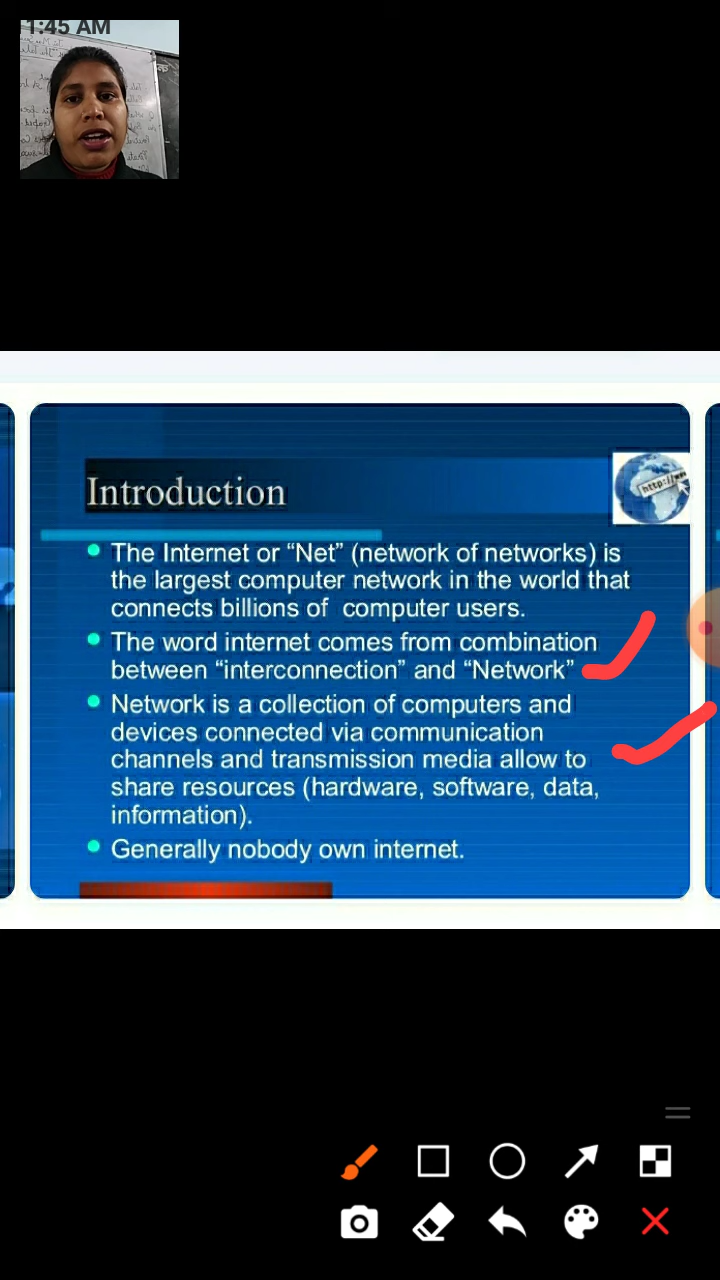 1:45 AM
Introduction
http://ww
The Internet or “Net” (network of networks) is
the largest computer network in the world that
connects billions of computer users.
The word internet comes from combination
between “interconnection” and “Network”
Network is a collection of computers and
devices connected via communication
channels and transmission media allow to
share resources (hardware, software, data,
information).
Generally nobody own internet.